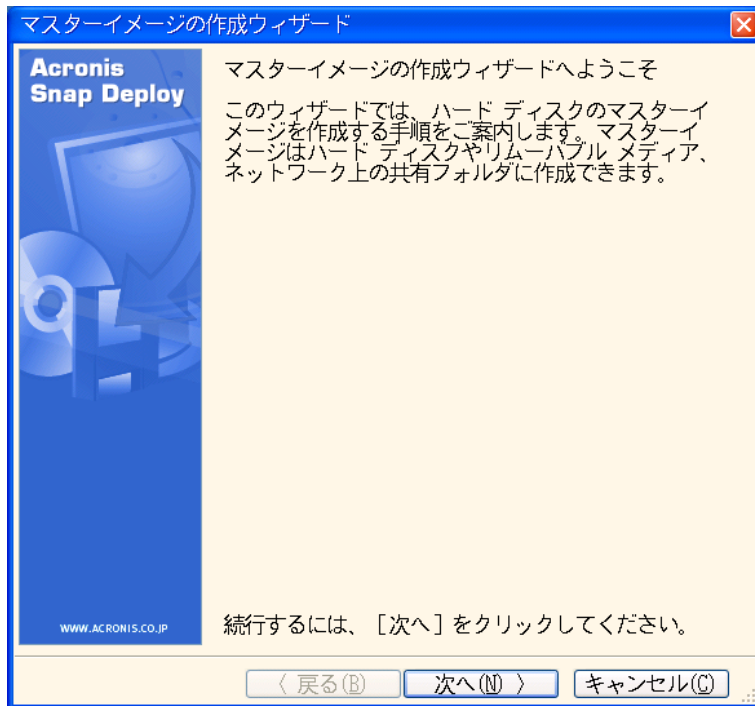 マスターイメージの作成ウィザード
Acronis
Snap Deploy
マスターイメージの作成ウィザードへようこそ
このウィザードでは、ハード ディスクのマスターイ
メージを作成する手順をご案内します。マスターイ
メージはハード ディスクやリムーバブル メディア、
ネットワーク上の共有フォルダに作成できます。
WWW.ACRONIS.CO.JP
続行するには、[次へ]をクリックしてください。
〈 戻る(B)
次へ(N) 〉
キャンセル(C)